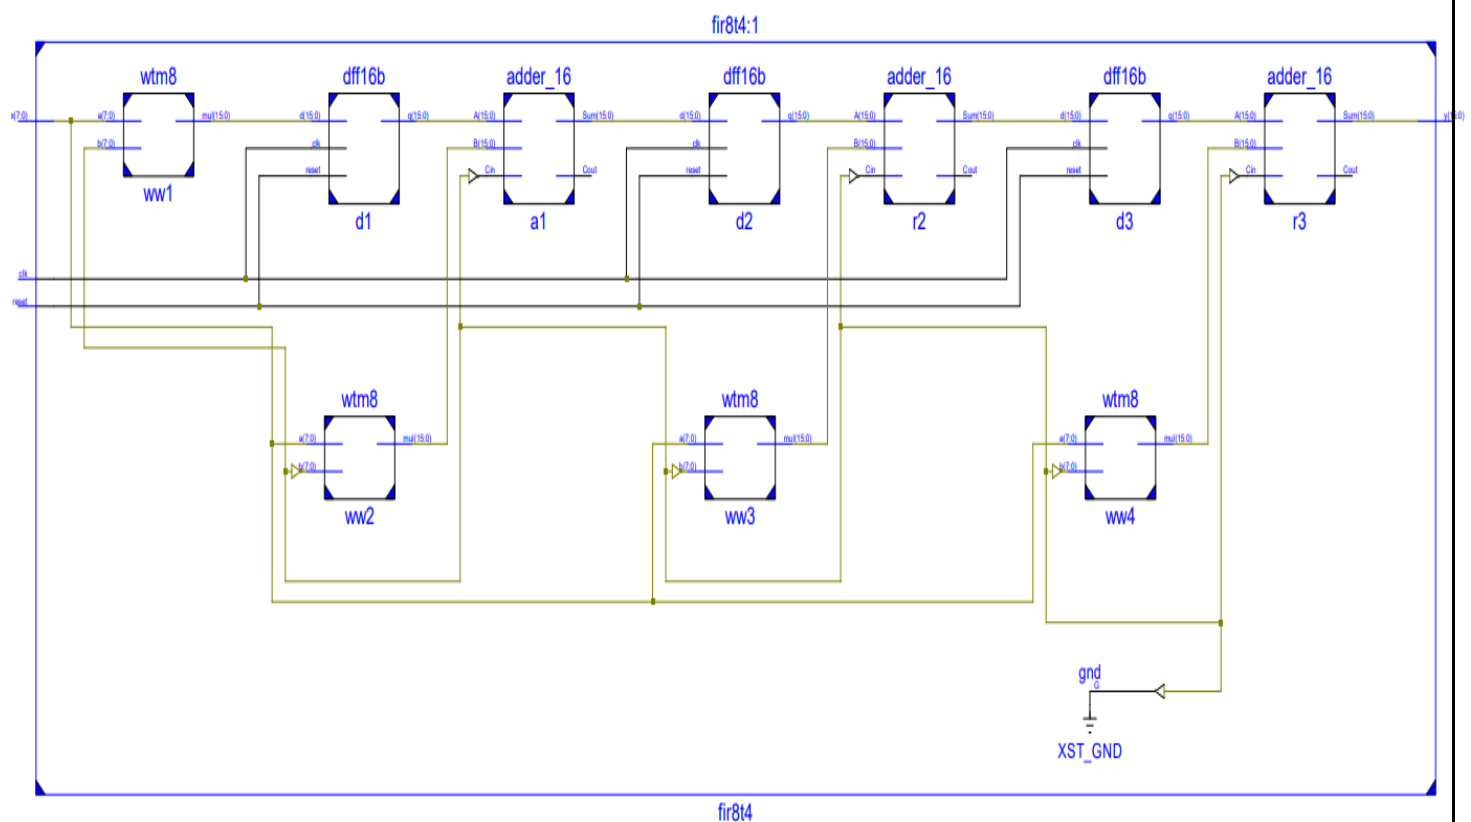 fir8t4:1
wtm8 dff16b adder_16 dff16b adder_16 dff16b adder_16
x(7:0) a(7:0) mul(15:0) d(15:0) q(15:0) A(15:0) Sum(15:0) d(15:0) q(15:0) A(15:0) Sum(15:0) d(15:0) q(15:0) A(15:0) Sum(15:0) y(15:0)
b(7:0) clk B(15:0) clk B(15:0) clk B(15:0)
reset Cin Cout reset Cin Cout reset Cin Cout
ww1 d1 a1 d2 r2 d3 r3
clk
reset
wtm8 wtm8 wtm8
a(7:0) mul(15:0) a(7:0) mul(15:0) a(7:0) mul(15:0)
b(7:0) b(7:0) b(7:0)
ww2 ww3 ww4
gnd
G
XST_GND
fir8t4